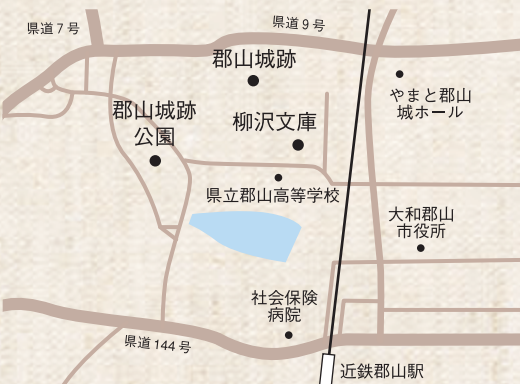 県道7号
県道9号
郡山城跡
やまと郡山
城ホール
郡山城跡
公園
柳沢文庫
県立郡山高等学校
大和郡山
市役所
社会保険
病院
県道144号
近鉄郡山駅